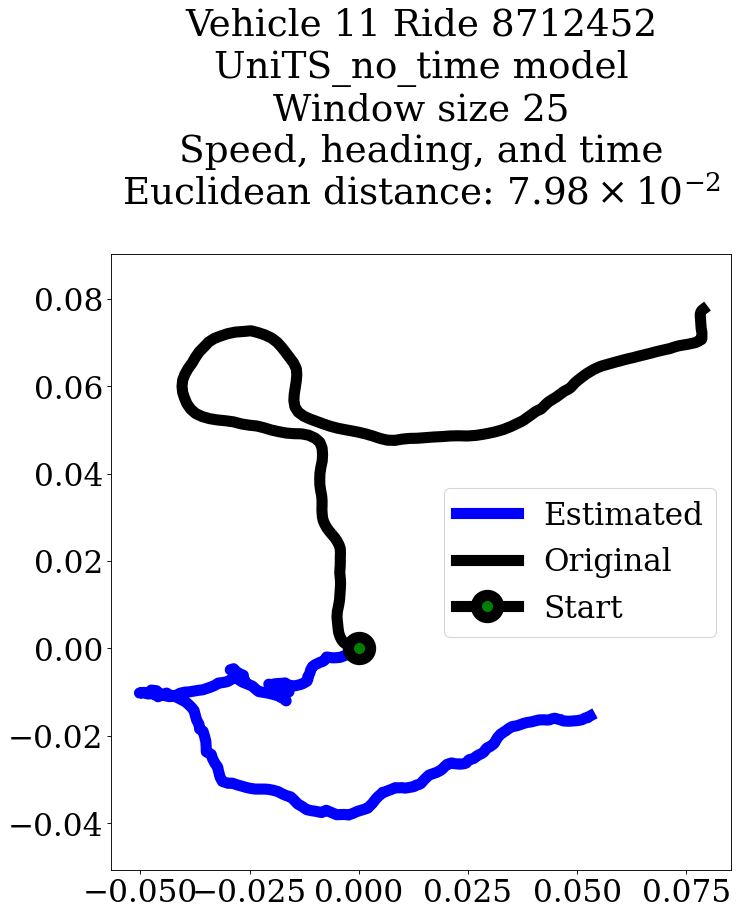 Vehicle 11 Ride 8712452
UniTS_no_time model
Window size 25
Speed, heading, and time
Euclidean distance: 7.98 × 10⁻²
0.08
0.06
0.04
0.02
0.00
−0.02
−0.04
Estimated
Original
Start
−0.050 −0.025 0.000 0.025 0.050 0.075